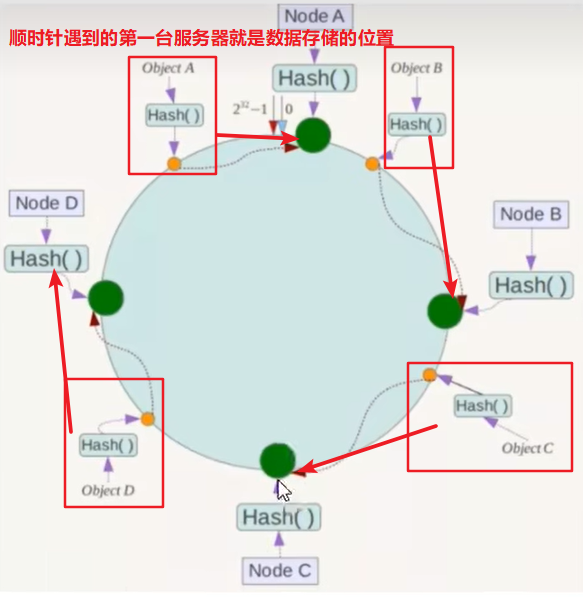 Node A
顺时针遇到的第一台服务器就是数据存储的位置
Object A
Hash( )
Object B
Hash( )
2³²−1
0
Hash( )
Hash( )
Node D
Hash( )
Node B
Hash( )
Hash( )
Object C
Hash( )
Object D
Hash( )
Node C